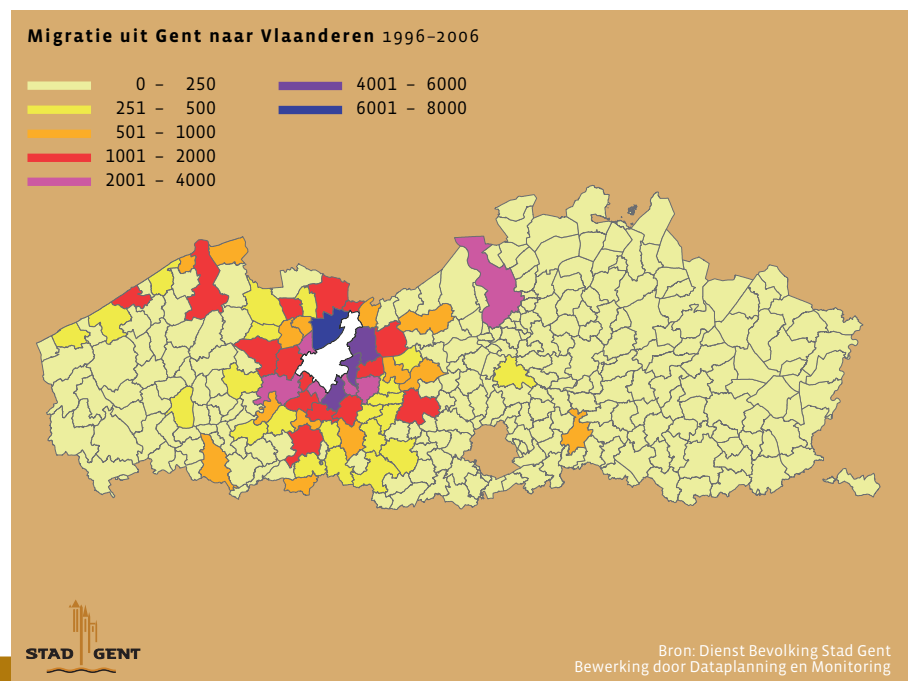 Migratie uit Gent naar Vlaanderen 1996–2006
0 – 250
251 – 500
501 – 1000
1001 – 2000
2001 – 4000
4001 – 6000
6001 – 8000
STAD GENT
Bron: Dienst Bevolking Stad Gent
Bewerking door Dataplanning en Monitoring